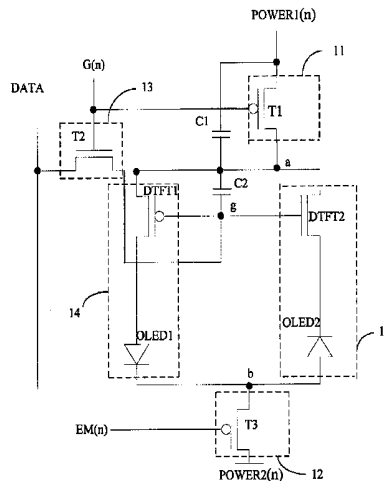 POWER1(n)
11
G(n)
13
DATA
C1
T1
T2
a
C2
DTFT1
g
DTFT2
14
OLED1
OLED2
1
b
T3
EM(n)
POWER2(n)
12